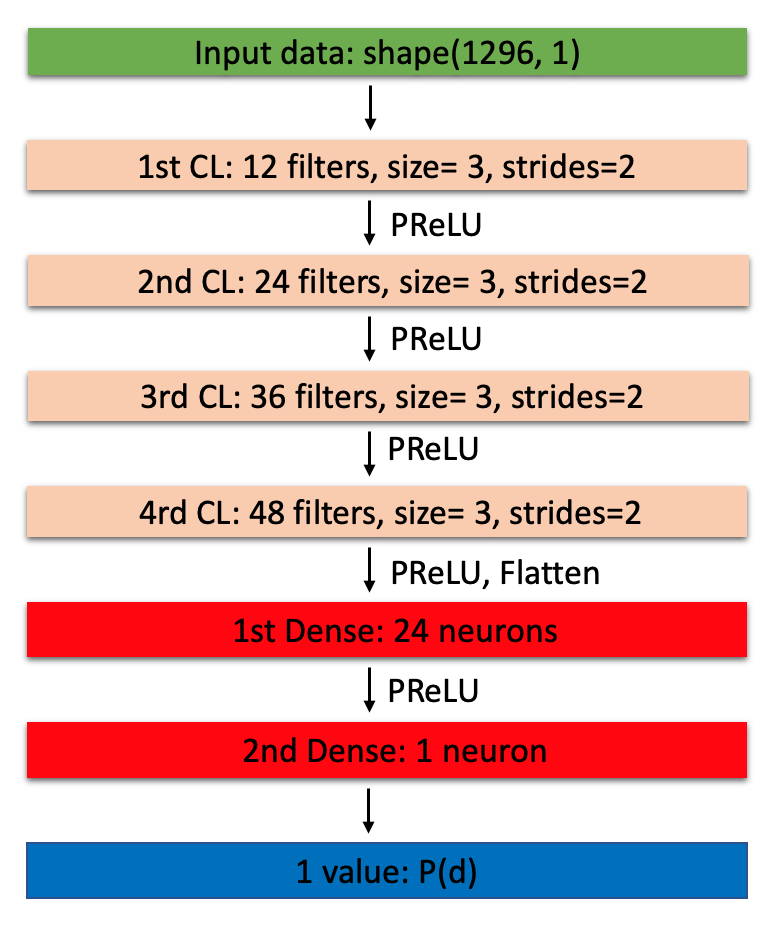 Input data: shape(1296, 1)
1st CL: 12 filters, size= 3, strides=2
PReLU
2nd CL: 24 filters, size= 3, strides=2
PReLU
3rd CL: 36 filters, size= 3, strides=2
PReLU
4rd CL: 48 filters, size= 3, strides=2
PReLU, Flatten
1st Dense: 24 neurons
PReLU
2nd Dense: 1 neuron
1 value: P(d)